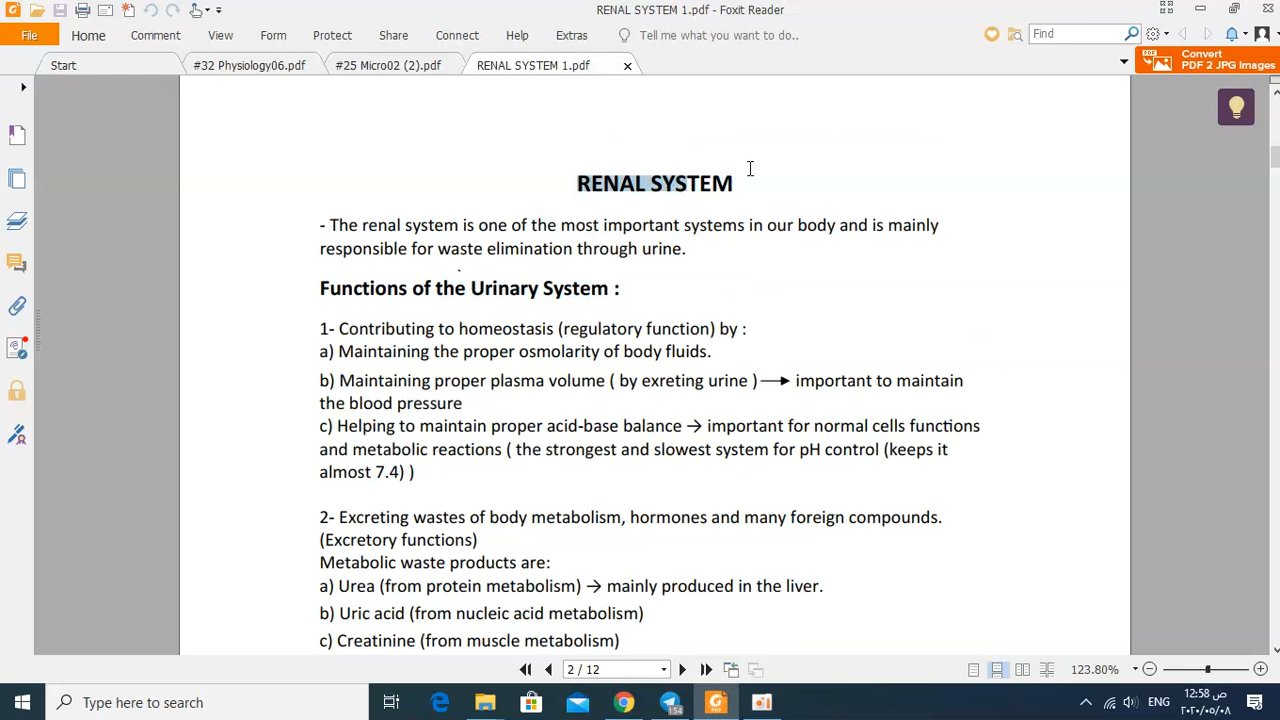 RENAL SYSTEM 1.pdf - Foxit Reader
File Home Comment View Form Protect Share Connect Help Extras Tell me what you want to do.. Find
Start #32 Physiology06.pdf #25 Micro02 (2).pdf RENAL SYSTEM 1.pdf
Convert
PDF 2 JPG Images
RENAL SYSTEM
- The renal system is one of the most important systems in our body and is mainly
responsible for waste elimination through urine.
Functions of the Urinary System :
1- Contributing to homeostasis (regulatory function) by :
a) Maintaining the proper osmolarity of body fluids.
b) Maintaining proper plasma volume ( by exreting urine ) → important to maintain
the blood pressure
c) Helping to maintain proper acid-base balance → important for normal cells functions
and metabolic reactions ( the strongest and slowest system for pH control (keeps it
almost 7.4) )
2- Excreting wastes of body metabolism, hormones and many foreign compounds.
(Excretory functions)
Metabolic waste products are:
a) Urea (from protein metabolism) → mainly produced in the liver.
b) Uric acid (from nucleic acid metabolism)
c) Creatinine (from muscle metabolism)
2 / 12 123.80%
Type here to search 154 ENG 12:58 ص
٢٠٢٠/٠٥/٠٨